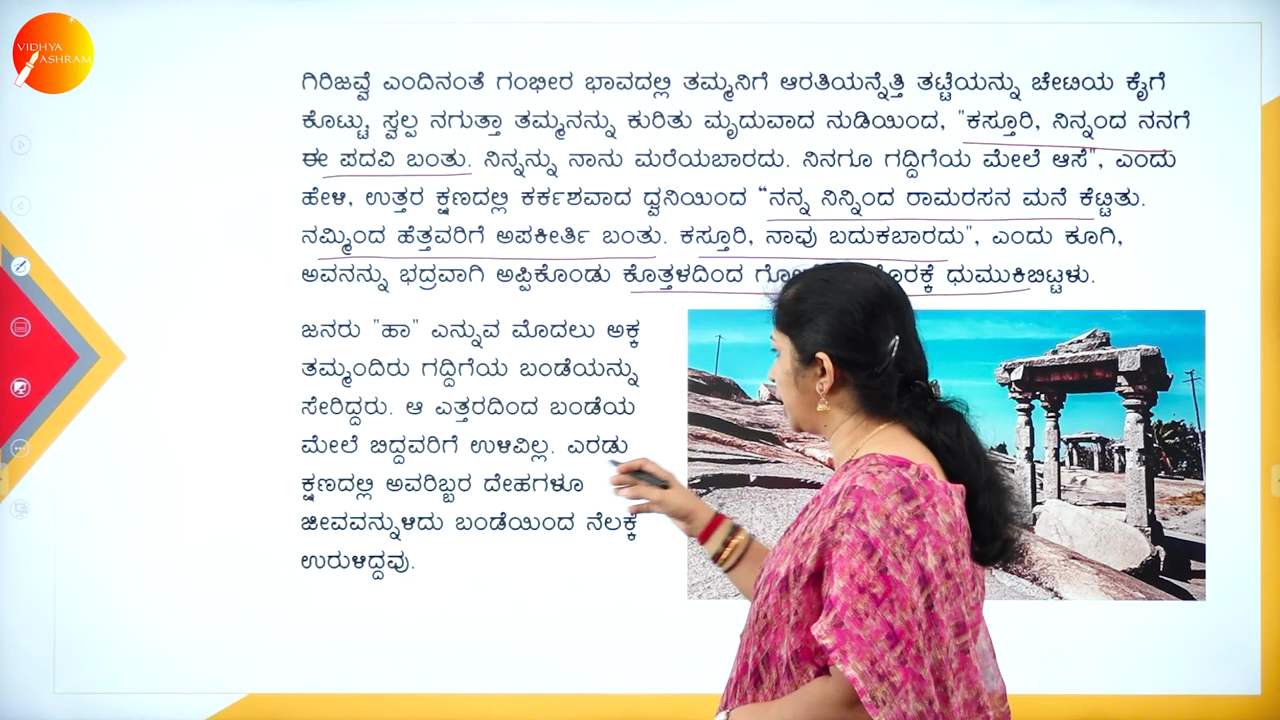 VIDHYA
ASHRAM
ಗಿರಿಜವ್ವೆ ಎಂದಿನಂತೆ ಗಂಭೀರ ಭಾವದಲ್ಲಿ ತಮ್ಮನಿಗೆ ಆರತಿಯನ್ನೆತ್ತಿ ತಟ್ಟೆಯನ್ನು ಚೇಟಿಯ ಕೈಗೆ
ಕೊಟ್ಟು, ಸ್ವಲ್ಪ ನಗುತ್ತಾ ತಮ್ಮನನ್ನು ಕುರಿತು ಮೃದುವಾದ ನುಡಿಯಿಂದ, "ಕಸ್ತೂರಿ, ನಿನ್ನಂದ ನನಗೆ
ಈ ಪದವಿ ಬಂತು. ನಿನ್ನನ್ನು ನಾನು ಮರೆಯಬಾರದು. ನಿನಗೂ ಗದ್ದಿಗೆಯ ಮೇಲೆ ಆಸೆ", ಎಂದು
ಹೇಳಿ, ಉತ್ತರ ಕ್ಷಣದಲ್ಲಿ ಕರ್ಕಶವಾದ ಧ್ವನಿಯಿಂದ “ನನ್ನ ನಿನ್ನಿಂದ ರಾಮರಸನ ಮನೆ ಕೆಟ್ಟಿತು.
ನಮ್ಮಿಂದ ಹೆತ್ತವರಿಗೆ ಅಪಕೀರ್ತಿ ಬಂತು. ಕಸ್ತೂರಿ, ನಾವು ಬದುಕಬಾರದು", ಎಂದು ಕೂಗಿ,
ಅವನನ್ನು ಭದ್ರವಾಗಿ ಅಪ್ಪಿಕೊಂಡು ಕೊತ್ತಳದಿಂದ ಧುಮುಕಿಬಿಟ್ಟಳು.
ಜನರು "ಹಾ" ಎನ್ನುವ ಮೊದಲು ಅಕ್ಕ
ತಮ್ಮಂದಿರು ಗದ್ದಿಗೆಯ ಬಂಡೆಯನ್ನು
ಸೇರಿದ್ದರು. ಆ ಎತ್ತರದಿಂದ ಬಂಡೆಯ
ಮೇಲೆ ಬಿದ್ದವರಿಗೆ ಉಳಿವಿಲ್ಲ. ಎರಡು
ಕ್ಷಣದಲ್ಲಿ ಅವರಿಬ್ಬರ ದೇಹಗಳೂ
ಜೀವವನ್ನುಳಿದು ಬಂಡೆಯಿಂದ ನೆಲಕ್ಕೆ
ಉರುಳಿದ್ದವು.